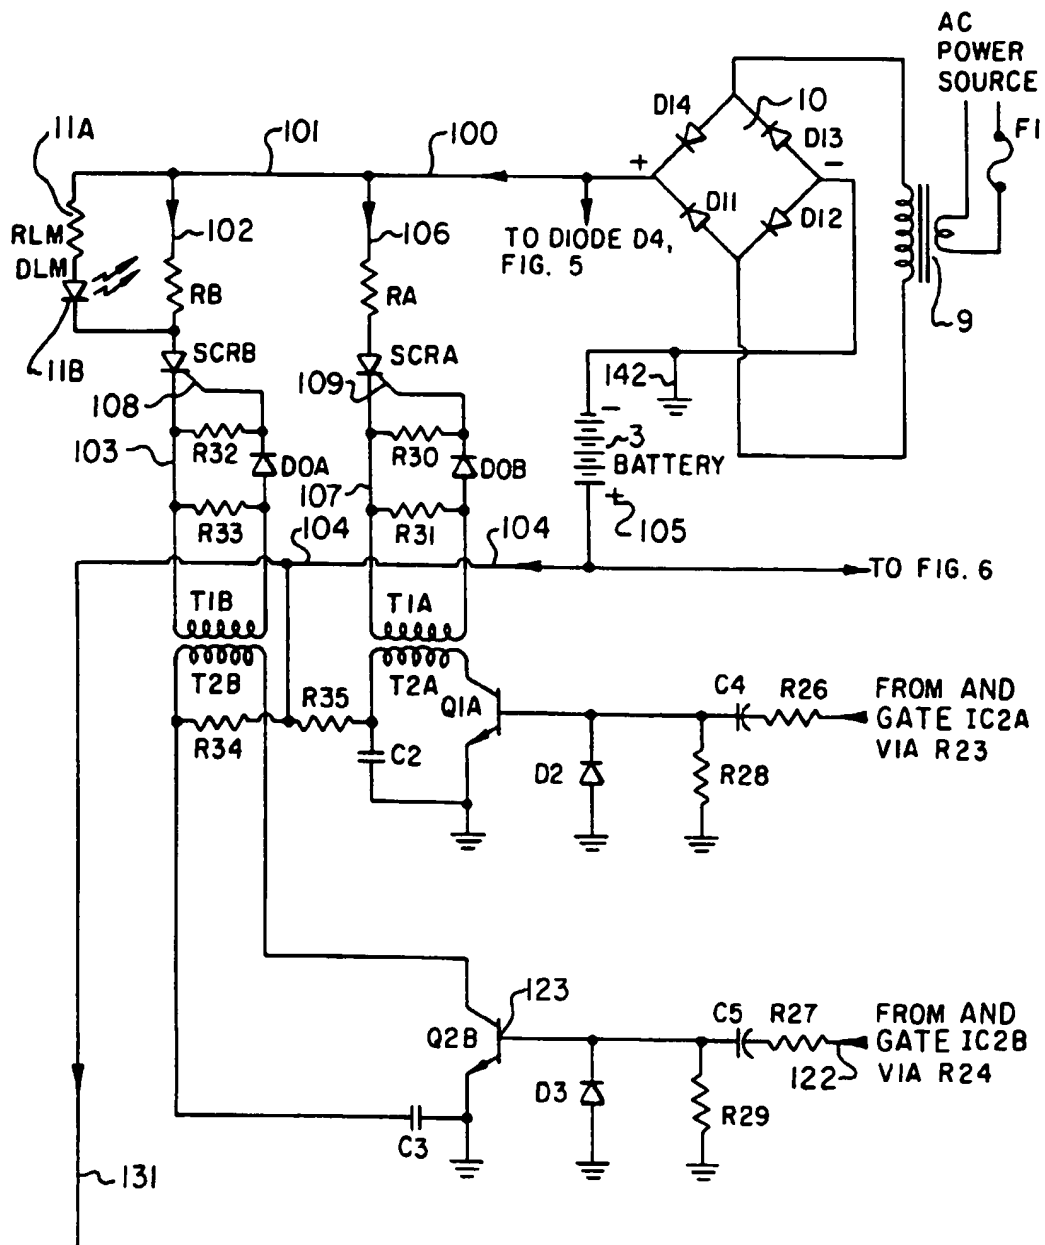 AC
POWER
SOURCE
F1
11A
101
100
D14
10
D13
+
-
RLM
DLM
102
RB
106
RA
TO DIODE D4,
FIG. 5
D11
D12
9
11B
SCRB
SCRA
108
109
142
-
103
R32
DOA
R30
DOB
3
BATTERY
107
R33
R31
+
105
104
104
TO FIG. 6
T1B
T1A
T2B
T2A
R35
R34
C2
Q1A
D2
R28
C4
R26
FROM AND
GATE IC2A
VIA R23
123
Q2B
D3
R29
C5
R27
122
FROM AND
GATE IC2B
VIA R24
C3
131